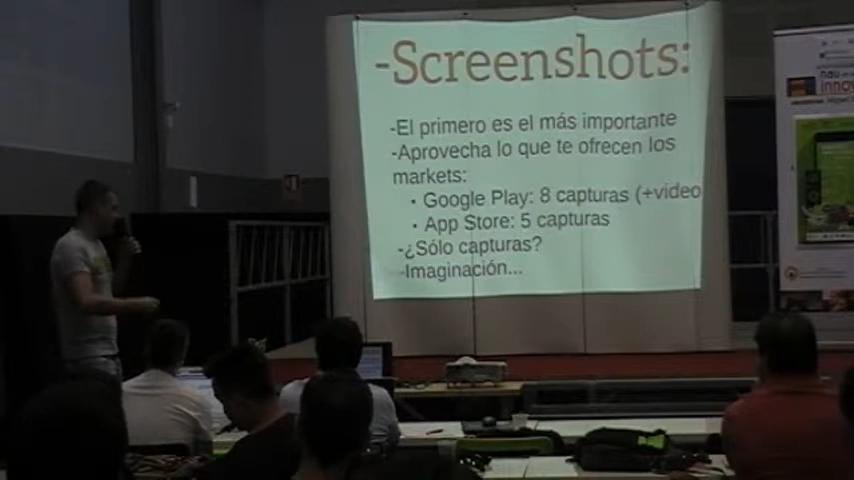 -Screenshots:
-El primero es el más importante
-Aprovecha lo que te ofrecen los
markets:
• Google Play: 8 capturas (+video
• App Store: 5 capturas
-¿Sólo capturas?
-Imaginación...